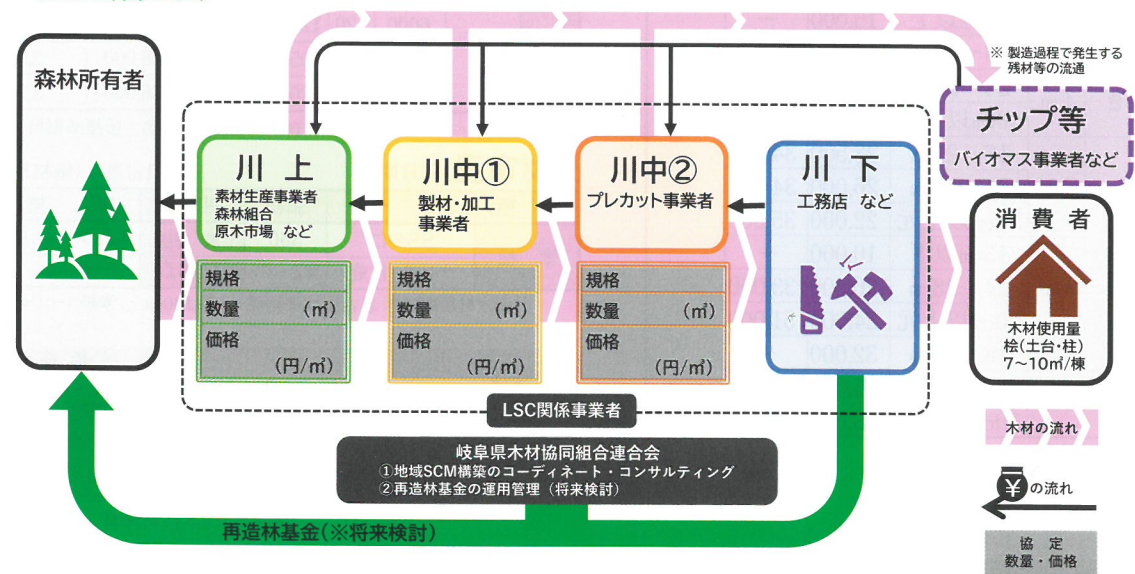 森林所有者
※ 製造過程で発生する
残材等の流通
チップ等
バイオマス事業者など
川 上
素材生産事業者
森林組合
原木市場 など
川中①
製材・加工
事業者
川中②
プレカット事業者
川 下
工務店 など
消 費 者
木材使用量
桧(土台・柱)
7〜10㎥/棟
規格
数量 (㎥)
価格
(円/㎥)
規格
数量 (㎥)
価格
(円/㎥)
規格
数量 (㎥)
価格
(円/㎥)
LSC関係事業者
岐阜県木材協同組合連合会
①地域SCM構築のコーディネート・コンサルティング
②再造林基金の運用管理（将来検討）
再造林基金(※将来検討)
木材の流れ
¥の流れ
協 定
数量・価格